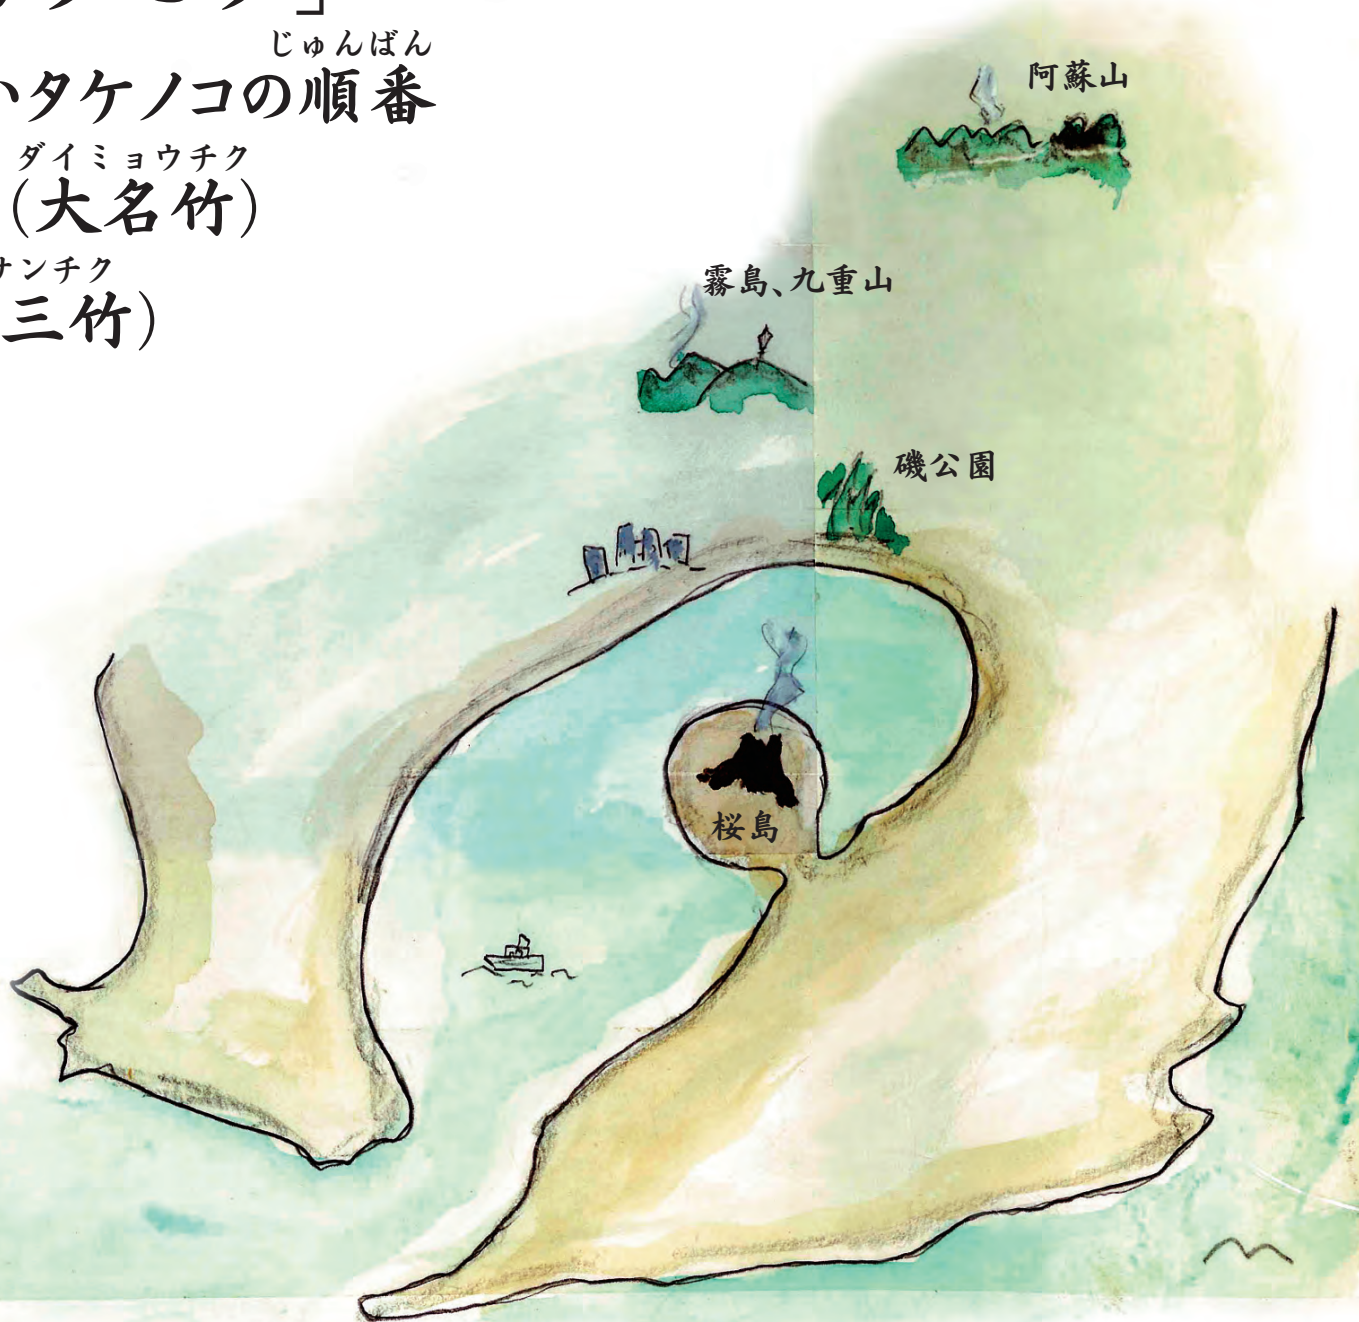 じゅんばん
いタケノコの順番
ダイミョウチク
(大名竹)
サンチク
三竹)
阿蘇山
霧島、九重山
磯公園
桜島